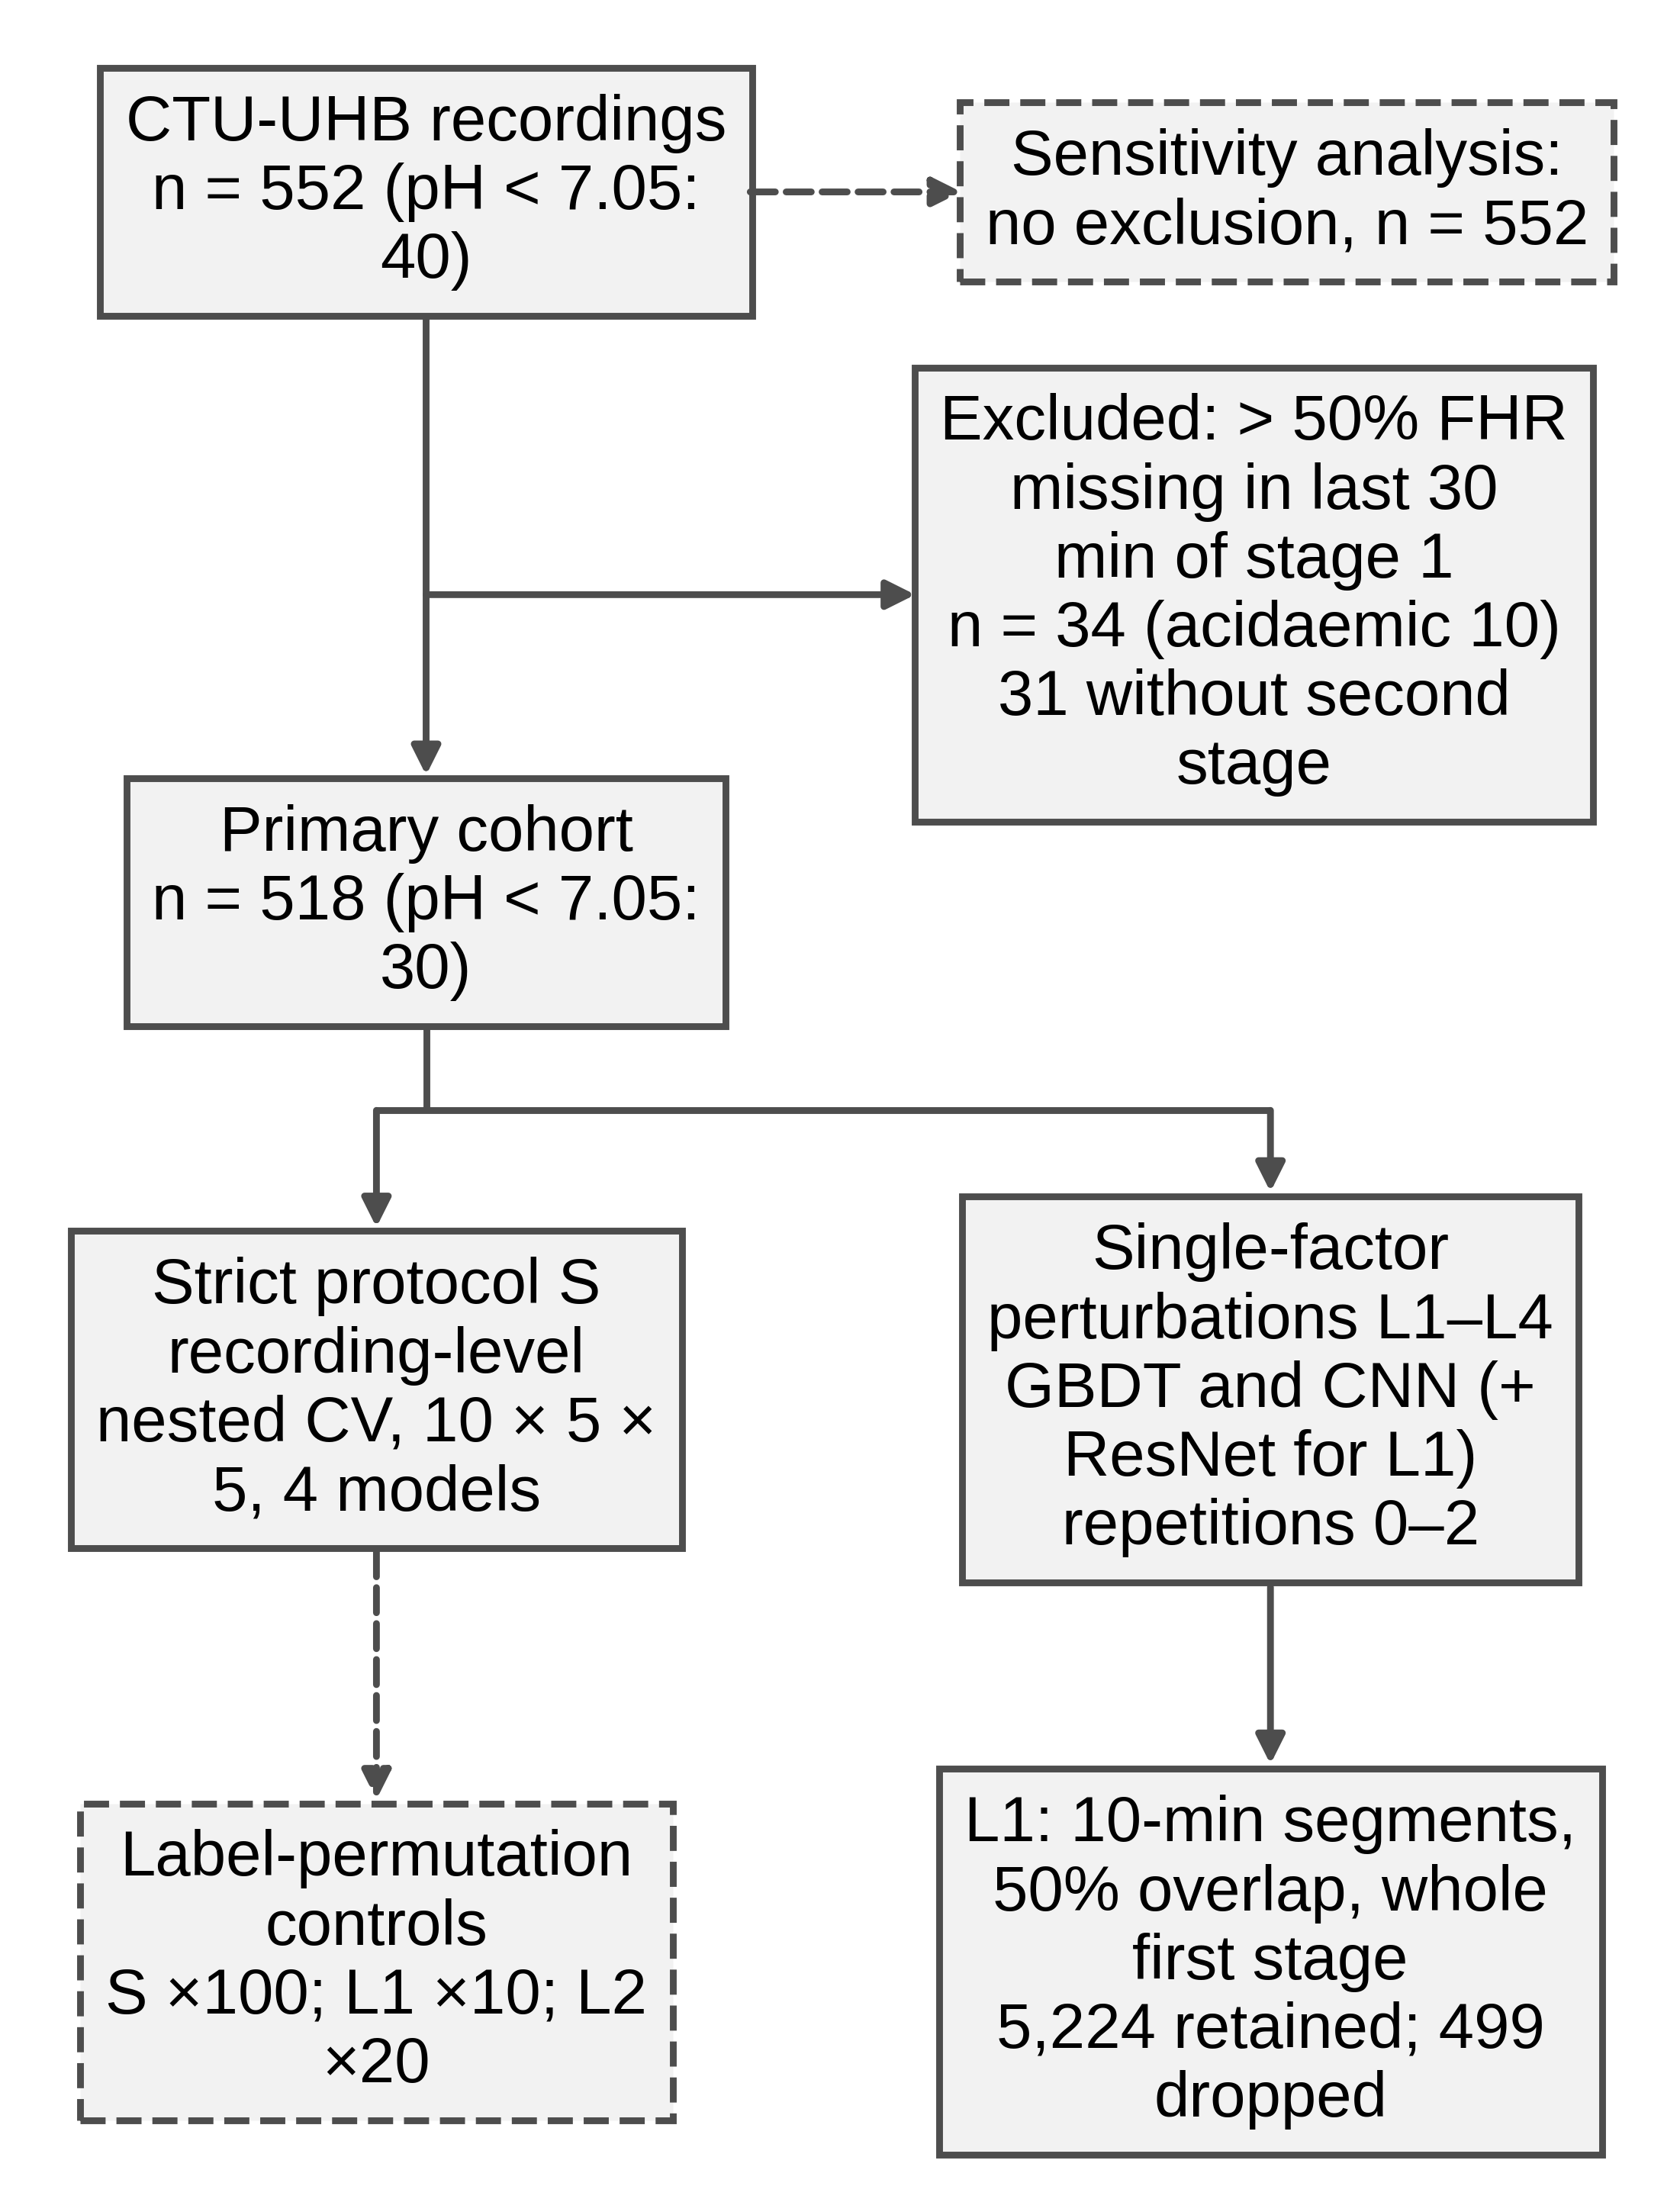 CTU-UHB recordings
n = 552 (pH < 7.05:
40)
Sensitivity analysis:
no exclusion, n = 552
Excluded: > 50% FHR
missing in last 30
min of stage 1
n = 34 (acidaemic 10)
31 without second
stage
Primary cohort
n = 518 (pH < 7.05:
30)
Strict protocol S
recording-level
nested CV, 10 × 5 ×
5, 4 models
Single-factor
perturbations L1–L4
GBDT and CNN (+
ResNet for L1)
repetitions 0–2
Label-permutation
controls
S ×100; L1 ×10; L2
×20
L1: 10-min segments,
50% overlap, whole
first stage
5,224 retained; 499
dropped